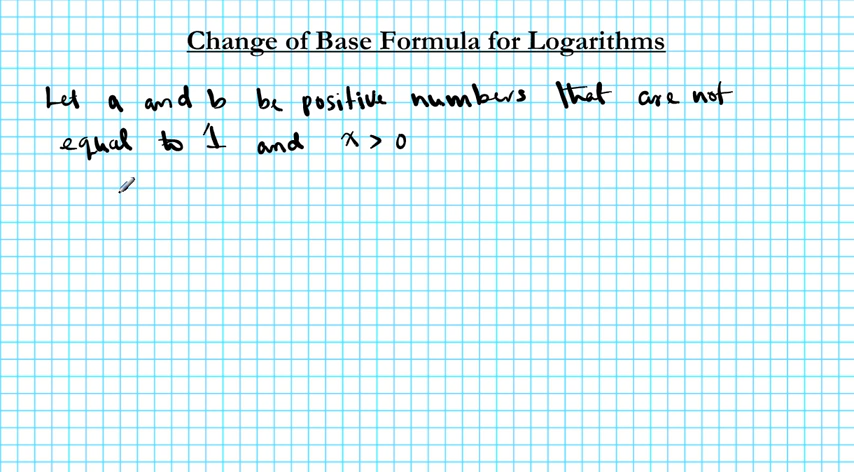 Change of Base Formula for Logarithms
Let a and b be positive numbers that are not
equal to 1 and x > 0